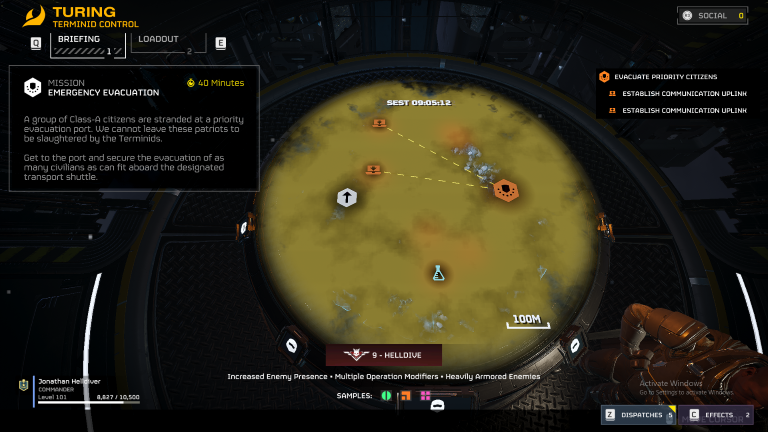 TURING
TERMINID CONTROL
SOCIAL 0
Q BRIEFING 1 LOADOUT 2 E
MISSION
EMERGENCY EVACUATION
40 Minutes
A group of Class-A citizens are stranded at a priority
evacuation port. We cannot leave these patriots to
be slaughtered by the Terminids.
Get to the port and secure the evacuation of as
many civilians as can fit aboard the designated
transport shuttle.
EVACUATE PRIORITY CITIZENS
ESTABLISH COMMUNICATION UPLINK
ESTABLISH COMMUNICATION UPLINK
SEST 09:05:12
100M
9 - HELLDIVE
Increased Enemy Presence • Multiple Operation Modifiers • Heavily Armored Enemies
SAMPLES:
Jonathan Helldiver
COMMANDER
Level 101 8,827 / 10,500
Activate Windows
Go to Settings to activate Windows.
Z DISPATCHES 5 C EFFECTS 2
MOVE CURSOR